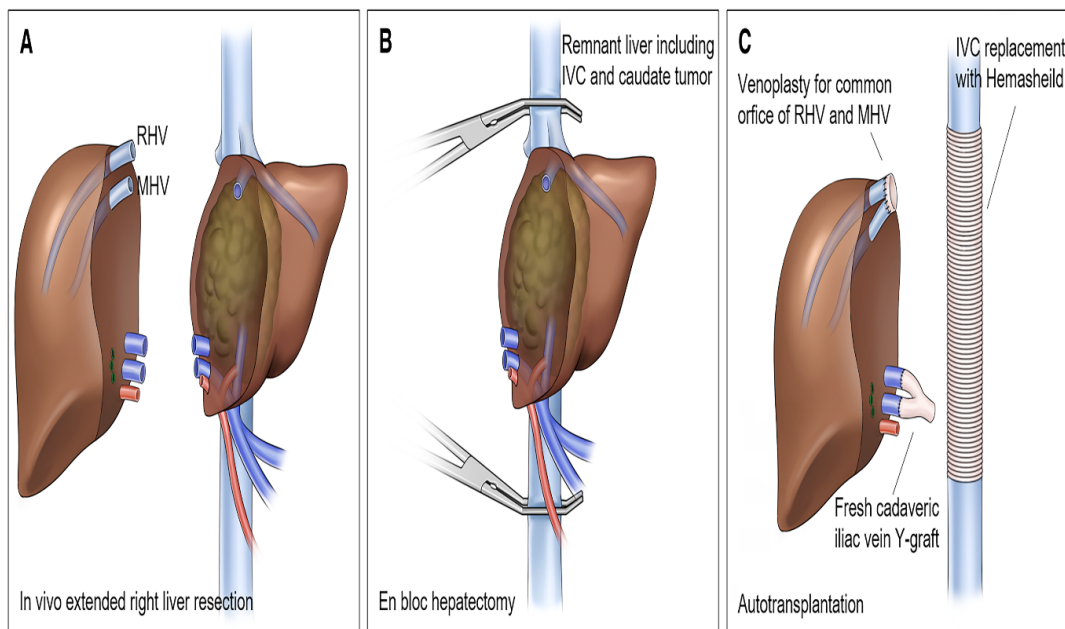 A
RHV
MHV
In vivo extended right liver resection
B
Remnant liver including
IVC and caudate tumor
En bloc hepatectomy
C
IVC replacement
with Hemasheild
Venoplasty for common
orfice of RHV and MHV
Fresh cadaveric
iliac vein Y-graft
Autotransplantation